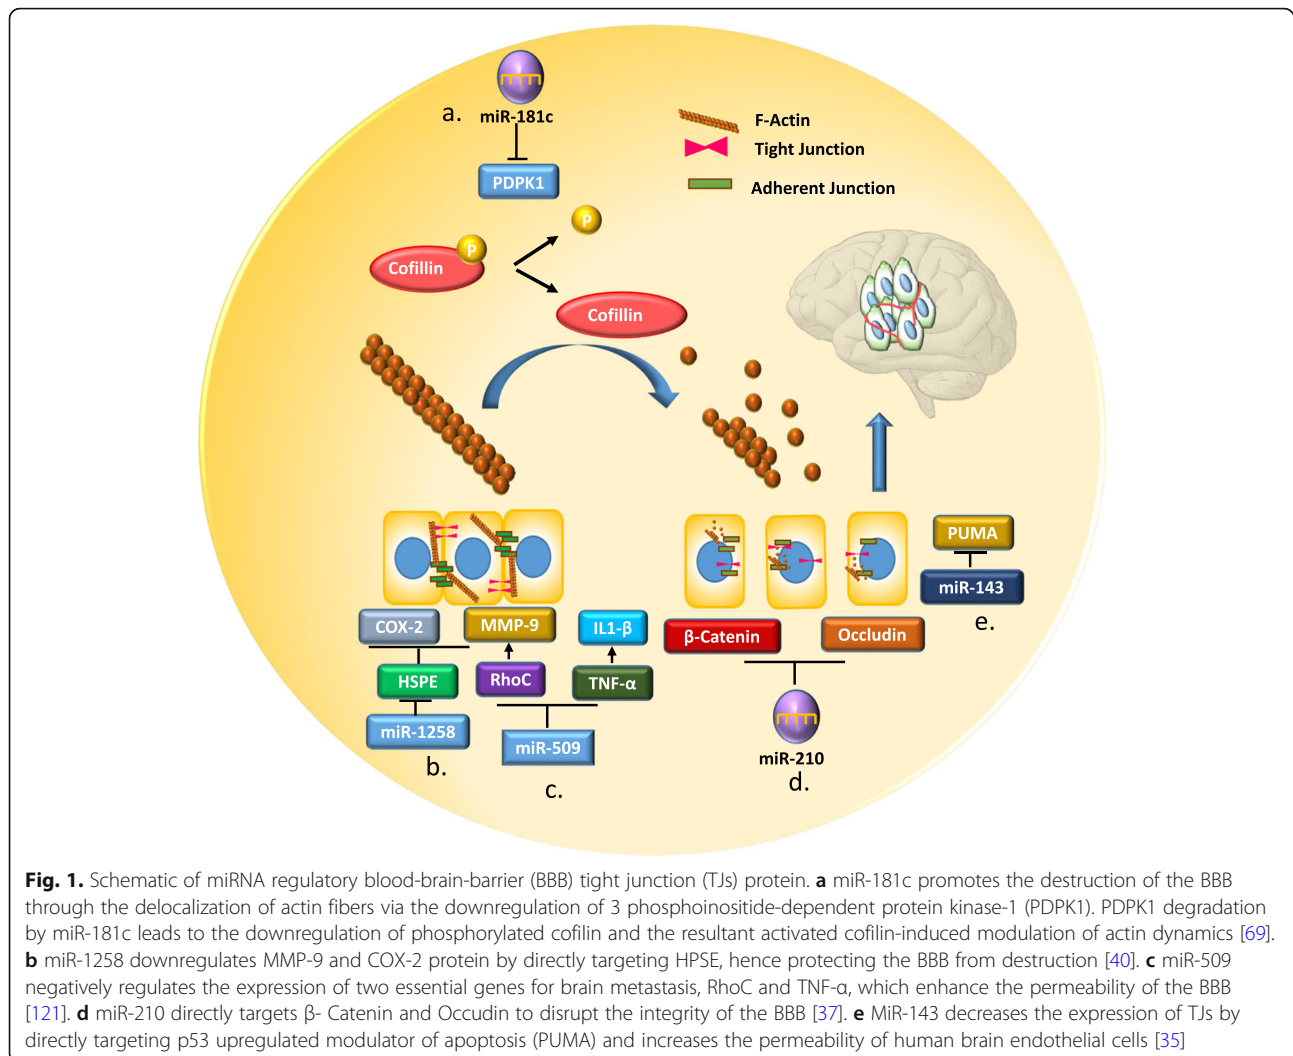 a.
miR-181c
PDPK1
F-Actin
Tight Junction
Adherent Junction
P
P
Cofillin
Cofillin
COX-2
MMP-9
IL1-β
β-Catenin
Occludin
PUMA
miR-143
e.
HSPE
RhoC
TNF-α
miR-1258
b.
miR-509
c.
miR-210
d.
Fig. 1. Schematic of miRNA regulatory blood-brain-barrier (BBB) tight junction (TJs) protein. a miR-181c promotes the destruction of the BBB
through the delocalization of actin fibers via the downregulation of 3 phosphoinositide-dependent protein kinase-1 (PDPK1). PDPK1 degradation
by miR-181c leads to the downregulation of phosphorylated cofilin and the resultant activated cofilin-induced modulation of actin dynamics [69].
b miR-1258 downregulates MMP-9 and COX-2 protein by directly targeting HPSE, hence protecting the BBB from destruction [40]. c miR-509
negatively regulates the expression of two essential genes for brain metastasis, RhoC and TNF-α, which enhance the permeability of the BBB
[121]. d miR-210 directly targets β- Catenin and Occudin to disrupt the integrity of the BBB [37]. e MiR-143 decreases the expression of TJs by
directly targeting p53 upregulated modulator of apoptosis (PUMA) and increases the permeability of human brain endothelial cells [35]